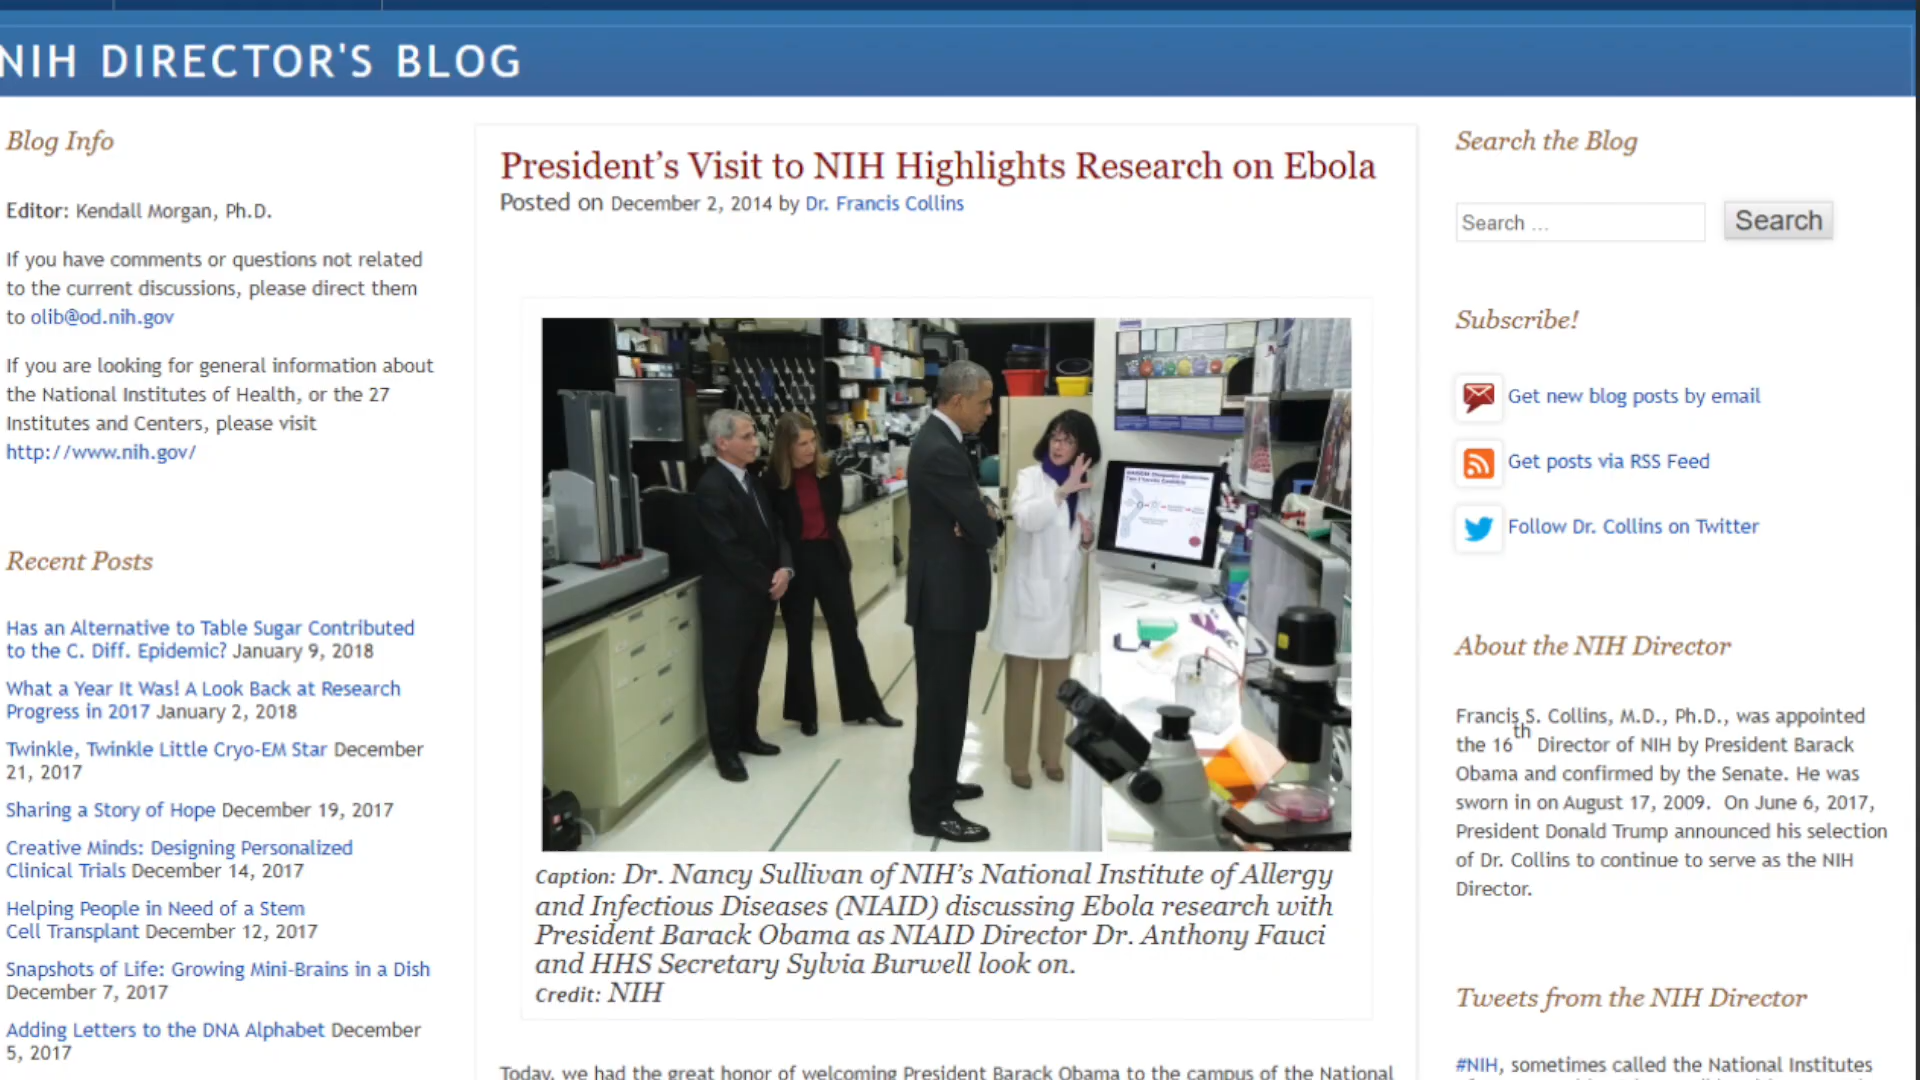 NIH DIRECTOR'S BLOG
Blog Info
Editor: Kendall Morgan, Ph.D.
If you have comments or questions not related
to the current discussions, please direct them
to olib@od.nih.gov
If you are looking for general information about
the National Institutes of Health, or the 27
Institutes and Centers, please visit
http://www.nih.gov/
Recent Posts
Has an Alternative to Table Sugar Contributed
to the C. Diff. Epidemic? January 9, 2018
What a Year It Was! A Look Back at Research
Progress in 2017 January 2, 2018
Twinkle, Twinkle Little Cryo-EM Star December
21, 2017
Sharing a Story of Hope December 19, 2017
Creative Minds: Designing Personalized
Clinical Trials December 14, 2017
Helping People in Need of a Stem
Cell Transplant December 12, 2017
Snapshots of Life: Growing Mini-Brains in a Dish
December 7, 2017
Adding Letters to the DNA Alphabet December
5, 2017
President's Visit to NIH Highlights Research on Ebola
Posted on December 2, 2014 by Dr. Francis Collins
Caption: Dr. Nancy Sullivan of NIH's National Institute of Allergy
and Infectious Diseases (NIAID) discussing Ebola research with
President Barack Obama as NIAID Director Dr. Anthony Fauci
and HHS Secretary Sylvia Burwell look on.
Credit: NIH
Today, we had the great honor of welcoming President Barack Obama to the campus of the National
Search the Blog
Search ...
Search
Subscribe!
Get new blog posts by email
Get posts via RSS Feed
Follow Dr. Collins on Twitter
About the NIH Director
Francis S. Collins, M.D., Ph.D., was appointed
the 16th Director of NIH by President Barack
Obama and confirmed by the Senate. He was
sworn in on August 17, 2009. On June 6, 2017,
President Donald Trump announced his selection
of Dr. Collins to continue to serve as the NIH
Director.
Tweets from the NIH Director
#NIH, sometimes called the National Institutes